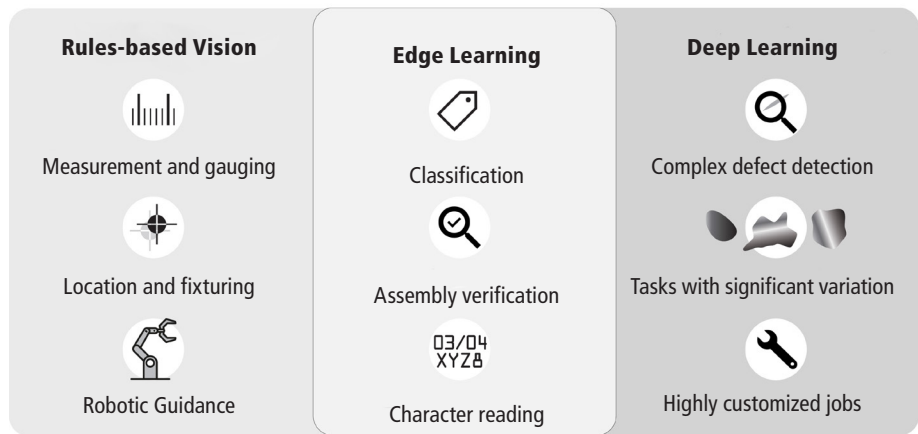 Rules-based Vision
Measurement and gauging
Location and fixturing
Robotic Guidance
Edge Learning
Classification
Assembly verification
03/04
XYZ8
Character reading
Deep Learning
Complex defect detection
Tasks with significant variation
Highly customized jobs